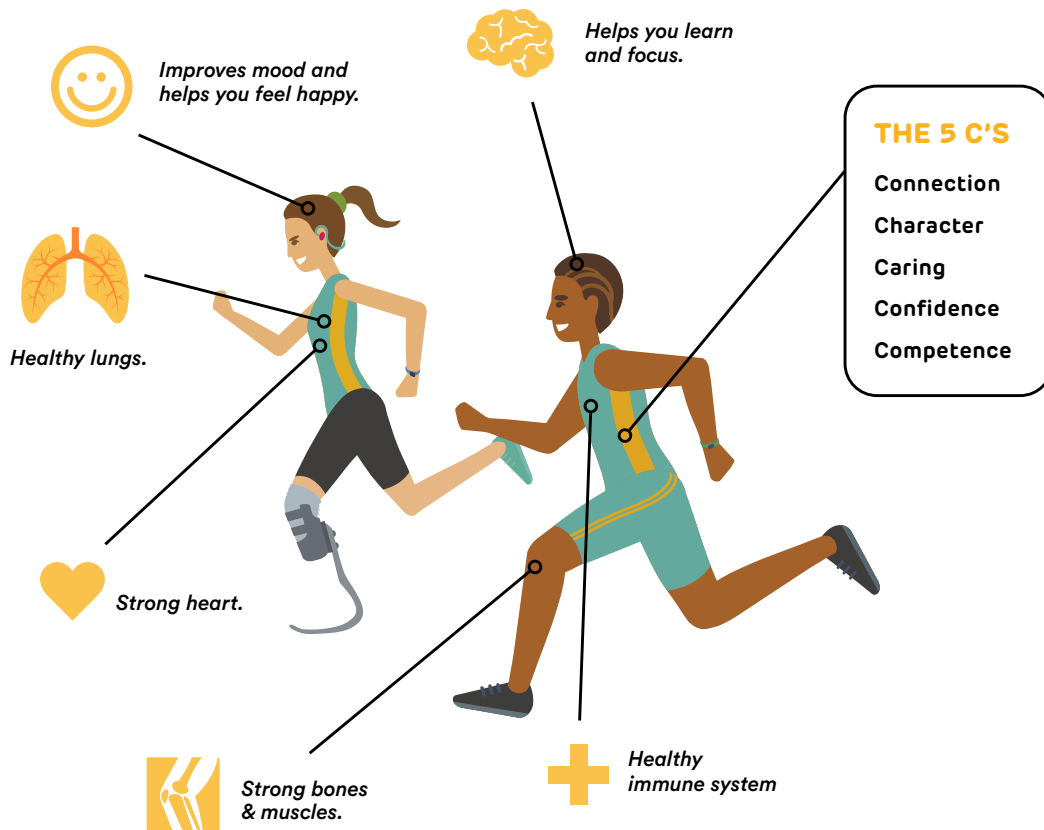 Helps you learn
and focus.
Improves mood and
helps you feel happy.
THE 5 C'S
Connection
Character
Caring
Confidence
Competence
Healthy lungs.
Strong heart.
Strong bones
& muscles.
Healthy
immune system